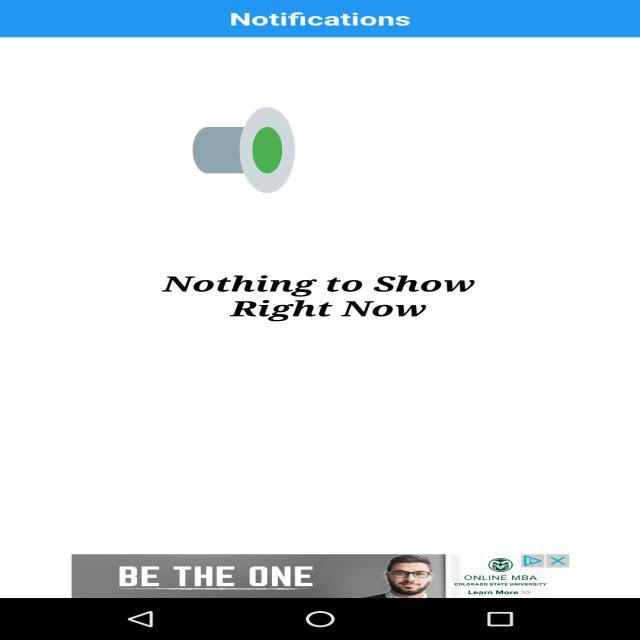 Notifications
Nothing to Show
Right Now
BE THE ONE
ONLINE MBA
COLORADO STATE UNIVERSITY
Learn More >>